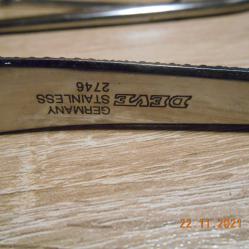 DEVE STAINLESS
GERMANY
2746
22 11 2021